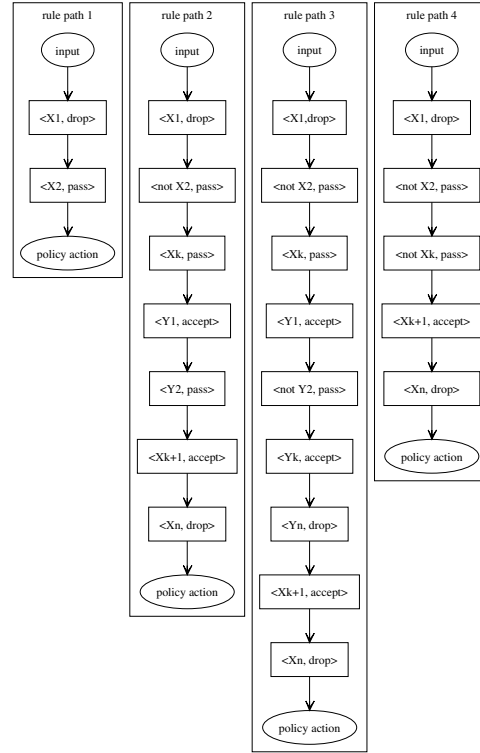 rule path 1
input
<X1, drop>
<X2, pass>
policy action
rule path 2
input
<X1, drop>
<not X2, pass>
<Xk, pass>
<Y1, accept>
<Y2, pass>
<Xk+1, accept>
<Xn, drop>
policy action
rule path 3
input
<X1,drop>
<not X2, pass>
<Xk, pass>
<Y1, accept>
<not Y2, pass>
<Yk, accept>
<Yn, drop>
<Xk+1, accept>
<Xn, drop>
policy action
rule path 4
input
<X1, drop>
<not X2, pass>
<not Xk, pass>
<Xk+1, accept>
<Xn, drop>
policy action